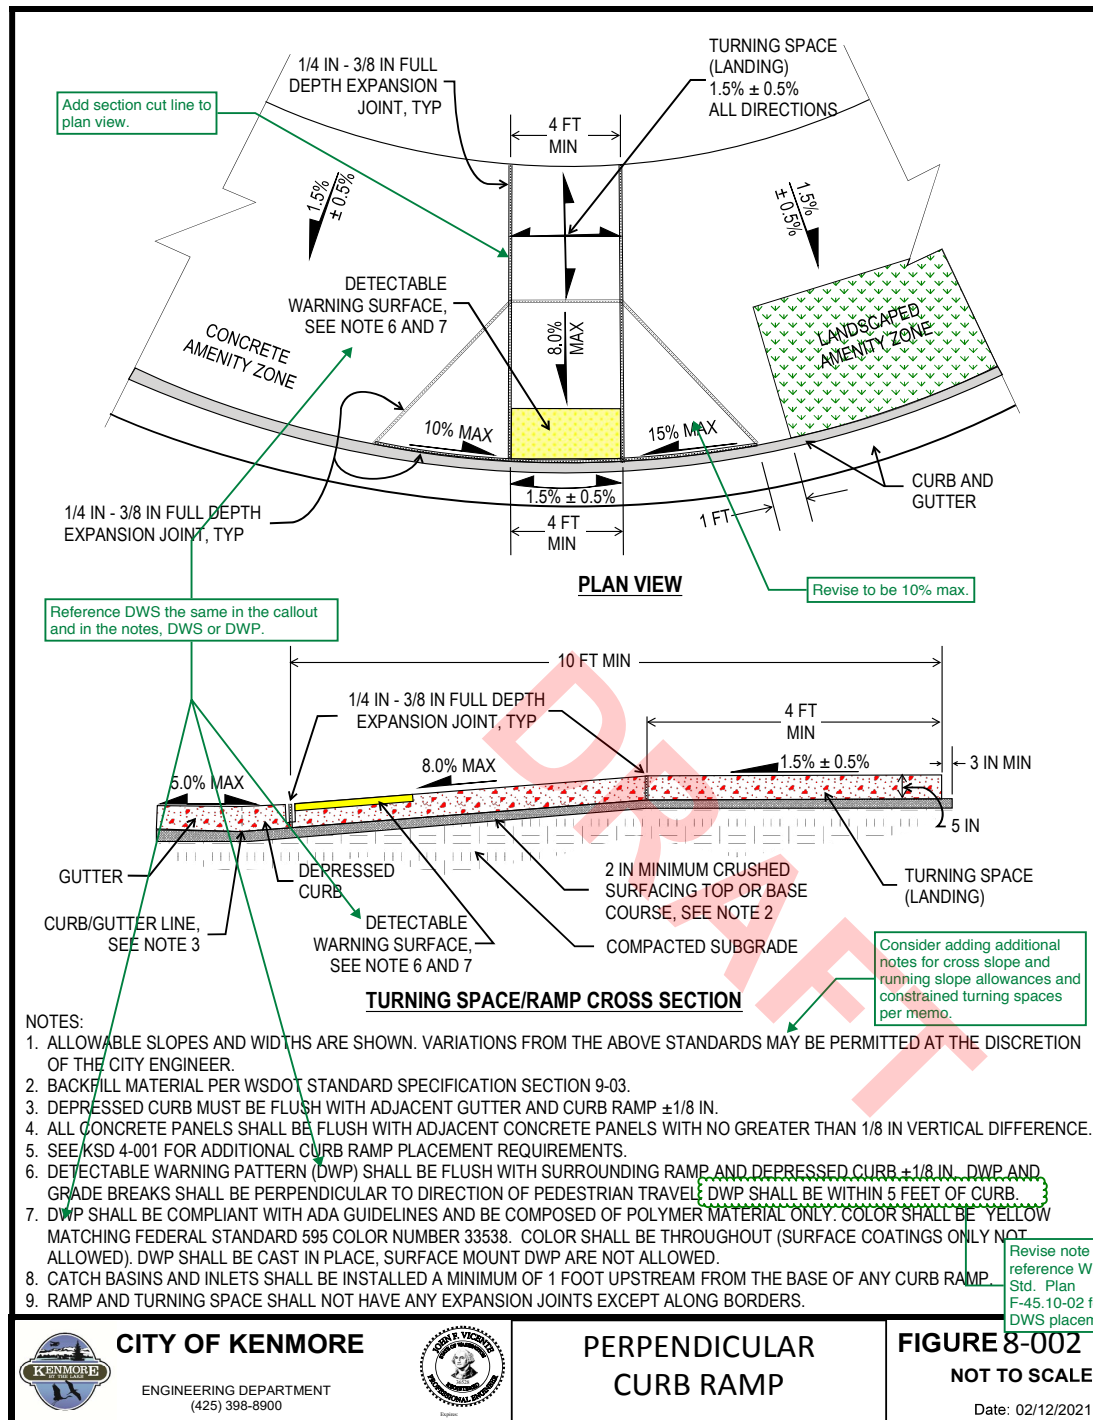 1/4 IN - 3/8 IN FULL
DEPTH EXPANSION
JOINT, TYP
TURNING SPACE
(LANDING)
1.5% ± 0.5%
ALL DIRECTIONS
Add section cut line to
plan view.
4 FT
MIN
1.5%
± 0.5%
1.5%
± 0.5%
DETECTABLE
WARNING SURFACE,
SEE NOTE 6 AND 7
8.0%
MAX
CONCRETE
AMENITY ZONE
LANDSCAPED
AMENITY ZONE
10% MAX
15% MAX
CURB AND
GUTTER
1.5% ± 0.5%
1 FT
1/4 IN - 3/8 IN FULL DEPTH
EXPANSION JOINT, TYP
4 FT
MIN
PLAN VIEW
Revise to be 10% max.
Reference DWS the same in the callout
and in the notes, DWS or DWP.
10 FT MIN
1/4 IN - 3/8 IN FULL DEPTH
EXPANSION JOINT, TYP
4 FT
MIN
5.0% MAX
8.0% MAX
1.5% ± 0.5%
3 IN MIN
5 IN
GUTTER
DEPRESSED
CURB
2 IN MINIMUM CRUSHED
SURFACING TOP OR BASE
COURSE, SEE NOTE 2
TURNING SPACE
(LANDING)
CURB/GUTTER LINE,
SEE NOTE 3
DETECTABLE
WARNING SURFACE,
SEE NOTE 6 AND 7
COMPACTED SUBGRADE
Consider adding additional
notes for cross slope and
running slope allowances and
constrained turning spaces
per memo.
DRAFT
TURNING SPACE/RAMP CROSS SECTION
NOTES:
1. ALLOWABLE SLOPES AND WIDTHS ARE SHOWN. VARIATIONS FROM THE ABOVE STANDARDS MAY BE PERMITTED AT THE DISCRETION
OF THE CITY ENGINEER.
2. BACKFILL MATERIAL PER WSDOT STANDARD SPECIFICATION SECTION 9-03.
3. DEPRESSED CURB MUST BE FLUSH WITH ADJACENT GUTTER AND CURB RAMP ±1/8 IN.
4. ALL CONCRETE PANELS SHALL BE FLUSH WITH ADJACENT CONCRETE PANELS WITH NO GREATER THAN 1/8 IN VERTICAL DIFFERENCE.
5. SEE KSD 4-001 FOR ADDITIONAL CURB RAMP PLACEMENT REQUIREMENTS.
6. DETECTABLE WARNING PATTERN (DWP) SHALL BE FLUSH WITH SURROUNDING RAMP AND DEPRESSED CURB ±1/8 IN. DWP AND
GRADE BREAKS SHALL BE PERPENDICULAR TO DIRECTION OF PEDESTRIAN TRAVEL. DWP SHALL BE WITHIN 5 FEET OF CURB.
7. DWP SHALL BE COMPLIANT WITH ADA GUIDELINES AND BE COMPOSED OF POLYMER MATERIAL ONLY. COLOR SHALL BE YELLOW
MATCHING FEDERAL STANDARD 595 COLOR NUMBER 33538. COLOR SHALL BE THROUGHOUT (SURFACE COATINGS ONLY NOT
ALLOWED). DWP SHALL BE CAST IN PLACE, SURFACE MOUNT DWP ARE NOT ALLOWED.
8. CATCH BASINS AND INLETS SHALL BE INSTALLED A MINIMUM OF 1 FOOT UPSTREAM FROM THE BASE OF ANY CURB RAMP.
9. RAMP AND TURNING SPACE SHALL NOT HAVE ANY EXPANSION JOINTS EXCEPT ALONG BORDERS.
Revise note
reference W
Std. Plan
F-45.10-02 f
DWS placem
KENMORE
BY THE LAKE
CITY OF KENMORE
ENGINEERING DEPARTMENT
(425) 398-8900
JOHN F. VICENTE
STATE OF WASHINGTON
REGISTERED
PROFESSIONAL ENGINEER
Expires:
PERPENDICULAR
CURB RAMP
FIGURE 8-002
NOT TO SCALE
Date: 02/12/2021